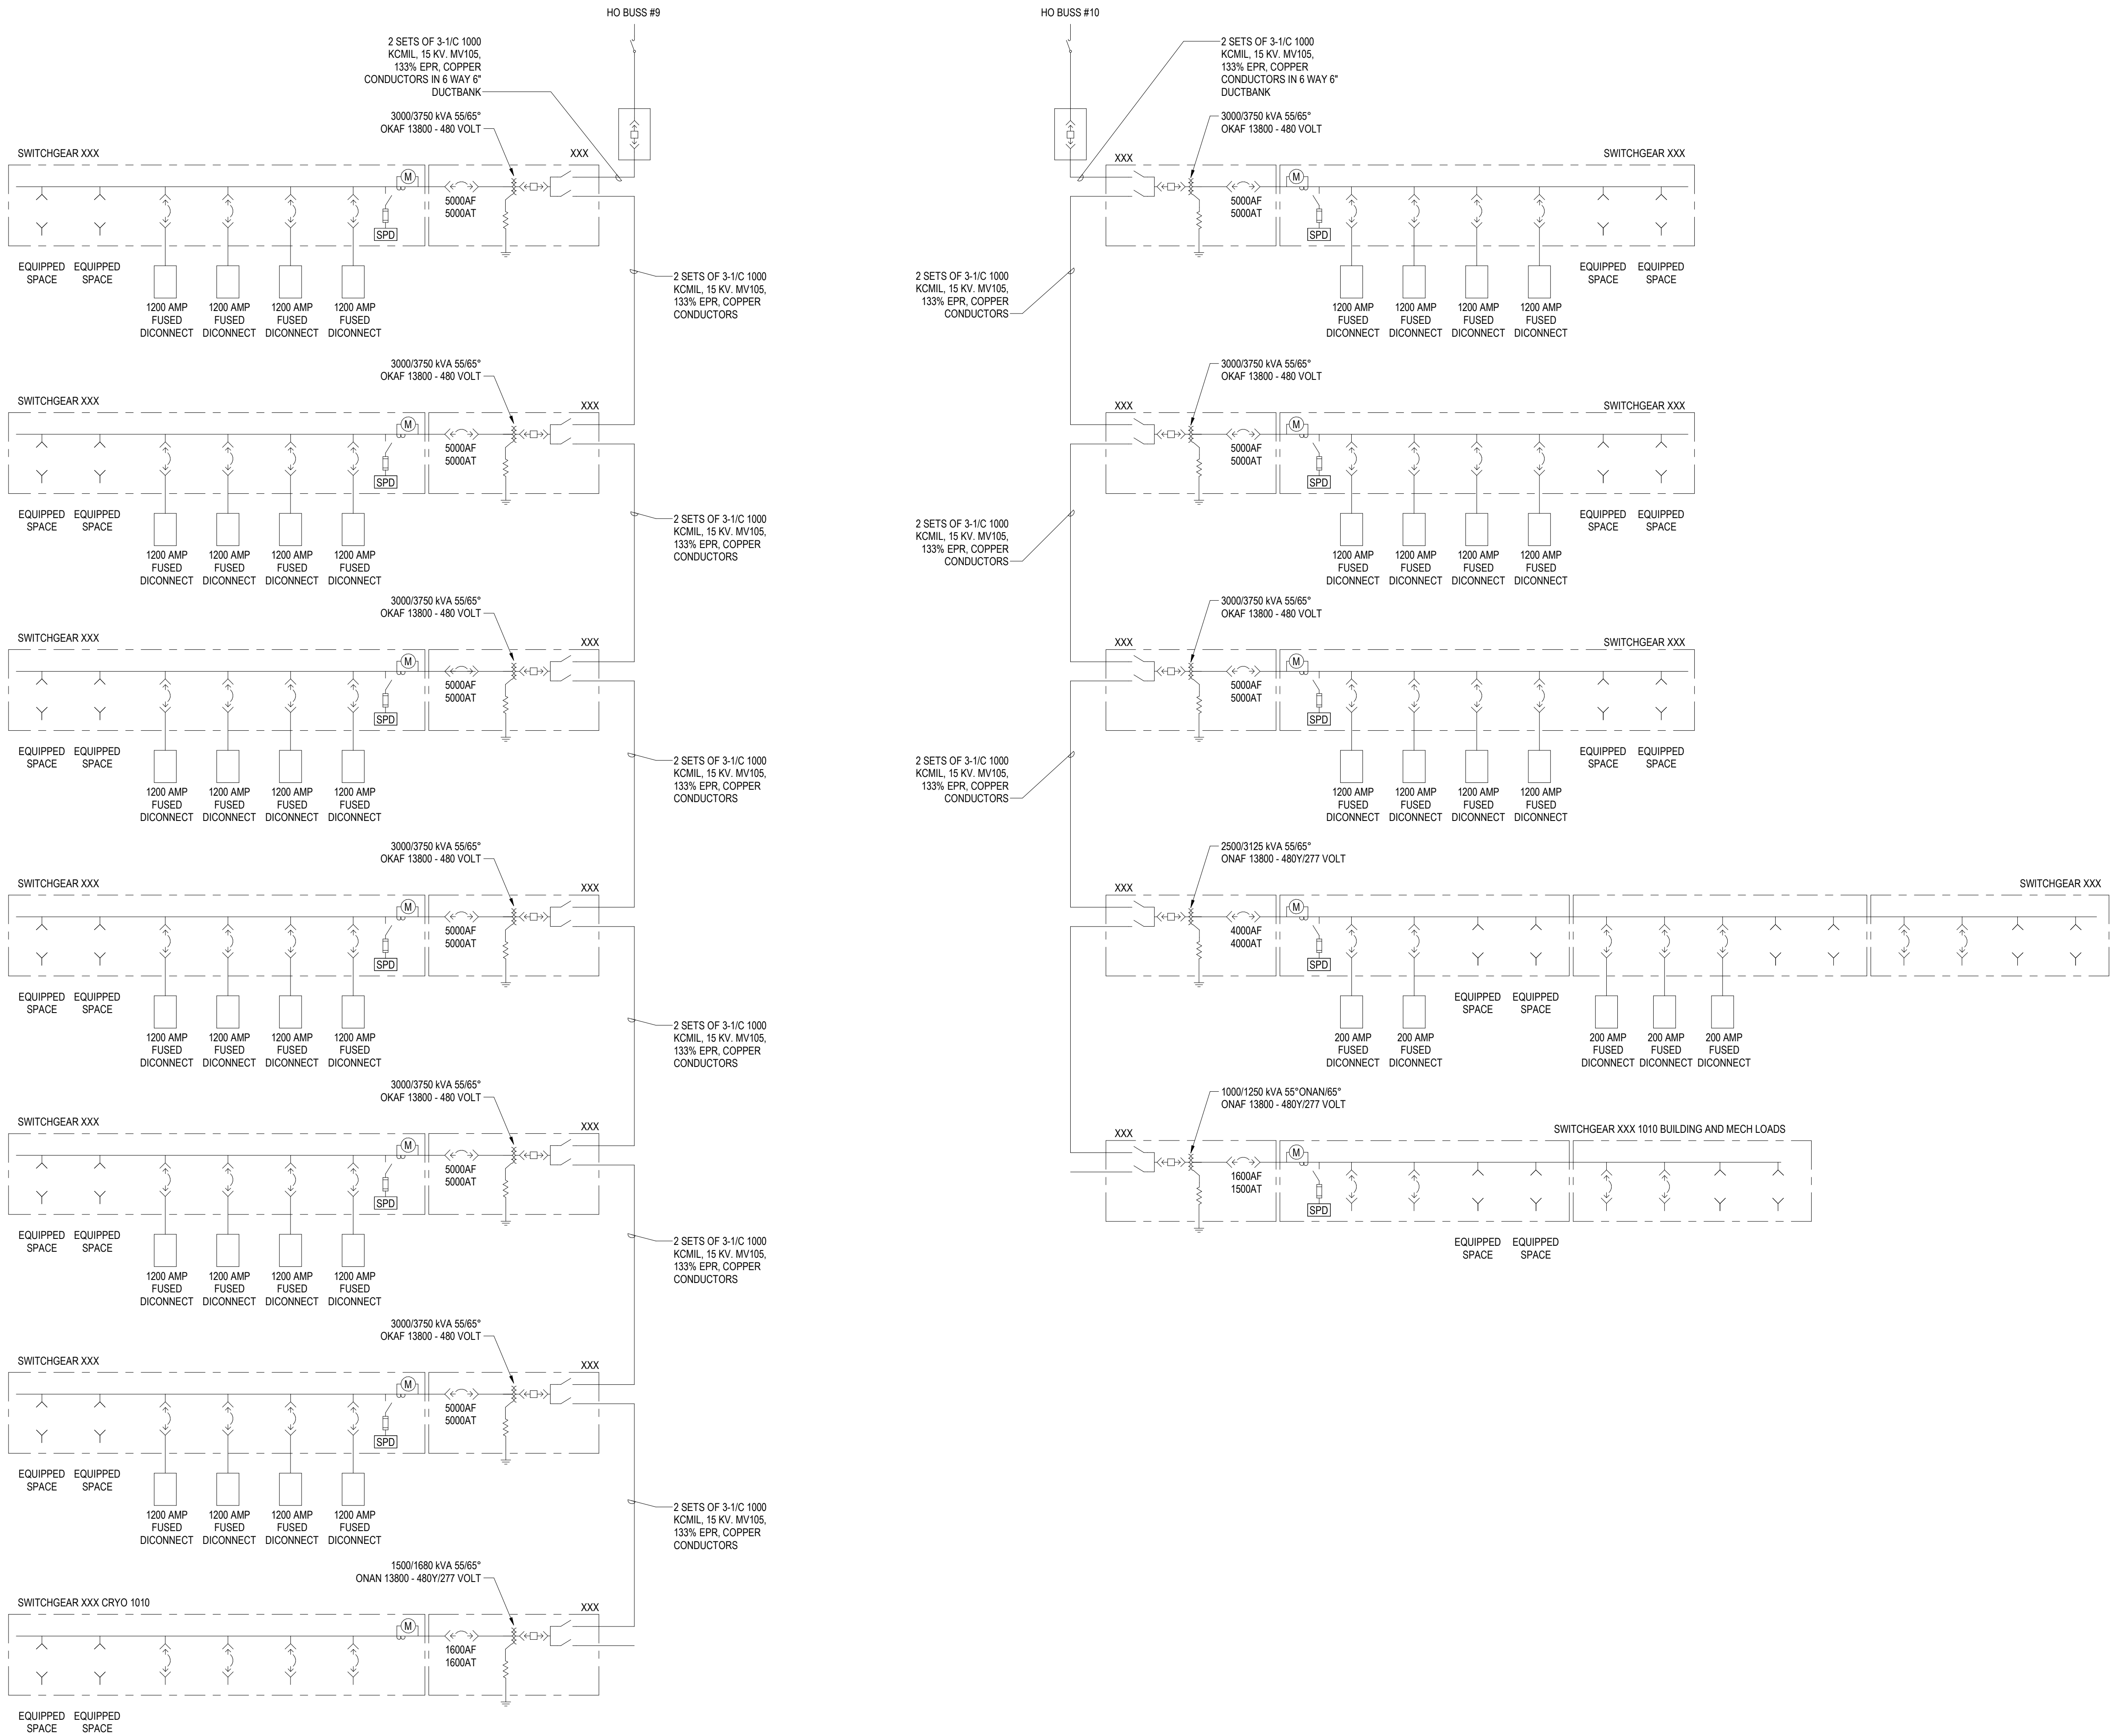 HO BUSS #9
2 SETS OF 3-1/C 1000
KCMIL, 15 KV. MV105,
133% EPR, COPPER
CONDUCTORS IN 6 WAY 6"
DUCTBANK
3000/3750 kVA 55/65°
OKAF 13800 - 480 VOLT
SWITCHGEAR XXX
XXX
M
5000AF
5000AT
SPD
EQUIPPED SPACE
EQUIPPED SPACE
1200 AMP FUSED DICONNECT
1200 AMP FUSED DICONNECT
1200 AMP FUSED DICONNECT
1200 AMP FUSED DICONNECT
2 SETS OF 3-1/C 1000
KCMIL, 15 KV. MV105,
133% EPR, COPPER
CONDUCTORS
3000/3750 kVA 55/65°
OKAF 13800 - 480 VOLT
SWITCHGEAR XXX
XXX
M
5000AF
5000AT
SPD
EQUIPPED SPACE
EQUIPPED SPACE
1200 AMP FUSED DICONNECT
1200 AMP FUSED DICONNECT
1200 AMP FUSED DICONNECT
1200 AMP FUSED DICONNECT
2 SETS OF 3-1/C 1000
KCMIL, 15 KV. MV105,
133% EPR, COPPER
CONDUCTORS
3000/3750 kVA 55/65°
OKAF 13800 - 480 VOLT
SWITCHGEAR XXX
XXX
M
5000AF
5000AT
SPD
EQUIPPED SPACE
EQUIPPED SPACE
1200 AMP FUSED DICONNECT
1200 AMP FUSED DICONNECT
1200 AMP FUSED DICONNECT
1200 AMP FUSED DICONNECT
2 SETS OF 3-1/C 1000
KCMIL, 15 KV. MV105,
133% EPR, COPPER
CONDUCTORS
3000/3750 kVA 55/65°
OKAF 13800 - 480 VOLT
SWITCHGEAR XXX
XXX
M
5000AF
5000AT
SPD
EQUIPPED SPACE
EQUIPPED SPACE
1200 AMP FUSED DICONNECT
1200 AMP FUSED DICONNECT
1200 AMP FUSED DICONNECT
1200 AMP FUSED DICONNECT
2 SETS OF 3-1/C 1000
KCMIL, 15 KV. MV105,
133% EPR, COPPER
CONDUCTORS
3000/3750 kVA 55/65°
OKAF 13800 - 480 VOLT
SWITCHGEAR XXX
XXX
M
5000AF
5000AT
SPD
EQUIPPED SPACE
EQUIPPED SPACE
1200 AMP FUSED DICONNECT
1200 AMP FUSED DICONNECT
1200 AMP FUSED DICONNECT
1200 AMP FUSED DICONNECT
2 SETS OF 3-1/C 1000
KCMIL, 15 KV. MV105,
133% EPR, COPPER
CONDUCTORS
3000/3750 kVA 55/65°
OKAF 13800 - 480 VOLT
SWITCHGEAR XXX
XXX
M
5000AF
5000AT
SPD
EQUIPPED SPACE
EQUIPPED SPACE
1200 AMP FUSED DICONNECT
1200 AMP FUSED DICONNECT
1200 AMP FUSED DICONNECT
1200 AMP FUSED DICONNECT
2 SETS OF 3-1/C 1000
KCMIL, 15 KV. MV105,
133% EPR, COPPER
CONDUCTORS
1500/1680 kVA 55/65°
ONAN 13800 - 480Y/277 VOLT
SWITCHGEAR XXX CRYO 1010
XXX
M
1600AF
1600AT
EQUIPPED SPACE
EQUIPPED SPACE
HO BUSS #10
2 SETS OF 3-1/C 1000
KCMIL, 15 KV. MV105,
133% EPR, COPPER
CONDUCTORS IN 6 WAY 6"
DUCTBANK
3000/3750 kVA 55/65°
OKAF 13800 - 480 VOLT
XXX
SWITCHGEAR XXX
M
5000AF
5000AT
SPD
1200 AMP FUSED DICONNECT
1200 AMP FUSED DICONNECT
1200 AMP FUSED DICONNECT
1200 AMP FUSED DICONNECT
EQUIPPED SPACE
EQUIPPED SPACE
2 SETS OF 3-1/C 1000
KCMIL, 15 KV. MV105,
133% EPR, COPPER
CONDUCTORS
3000/3750 kVA 55/65°
OKAF 13800 - 480 VOLT
XXX
SWITCHGEAR XXX
M
5000AF
5000AT
SPD
1200 AMP FUSED DICONNECT
1200 AMP FUSED DICONNECT
1200 AMP FUSED DICONNECT
1200 AMP FUSED DICONNECT
EQUIPPED SPACE
EQUIPPED SPACE
2 SETS OF 3-1/C 1000
KCMIL, 15 KV. MV105,
133% EPR, COPPER
CONDUCTORS
3000/3750 kVA 55/65°
OKAF 13800 - 480 VOLT
XXX
SWITCHGEAR XXX
M
5000AF
5000AT
SPD
1200 AMP FUSED DICONNECT
1200 AMP FUSED DICONNECT
1200 AMP FUSED DICONNECT
1200 AMP FUSED DICONNECT
EQUIPPED SPACE
EQUIPPED SPACE
2 SETS OF 3-1/C 1000
KCMIL, 15 KV. MV105,
133% EPR, COPPER
CONDUCTORS
2500/3125 kVA 55/65°
ONAF 13800 - 480Y/277 VOLT
XXX
SWITCHGEAR XXX
M
4000AF
4000AT
SPD
200 AMP FUSED DICONNECT
200 AMP FUSED DICONNECT
EQUIPPED SPACE
EQUIPPED SPACE
200 AMP FUSED DICONNECT
200 AMP FUSED DICONNECT
200 AMP FUSED DICONNECT
1000/1250 kVA 55°ONAN/65°
ONAF 13800 - 480Y/277 VOLT
XXX
SWITCHGEAR XXX 1010 BUILDING AND MECH LOADS
M
1600AF
1500AT
SPD
EQUIPPED SPACE
EQUIPPED SPACE